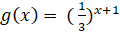 g(x) = (1/3)^{x+1}